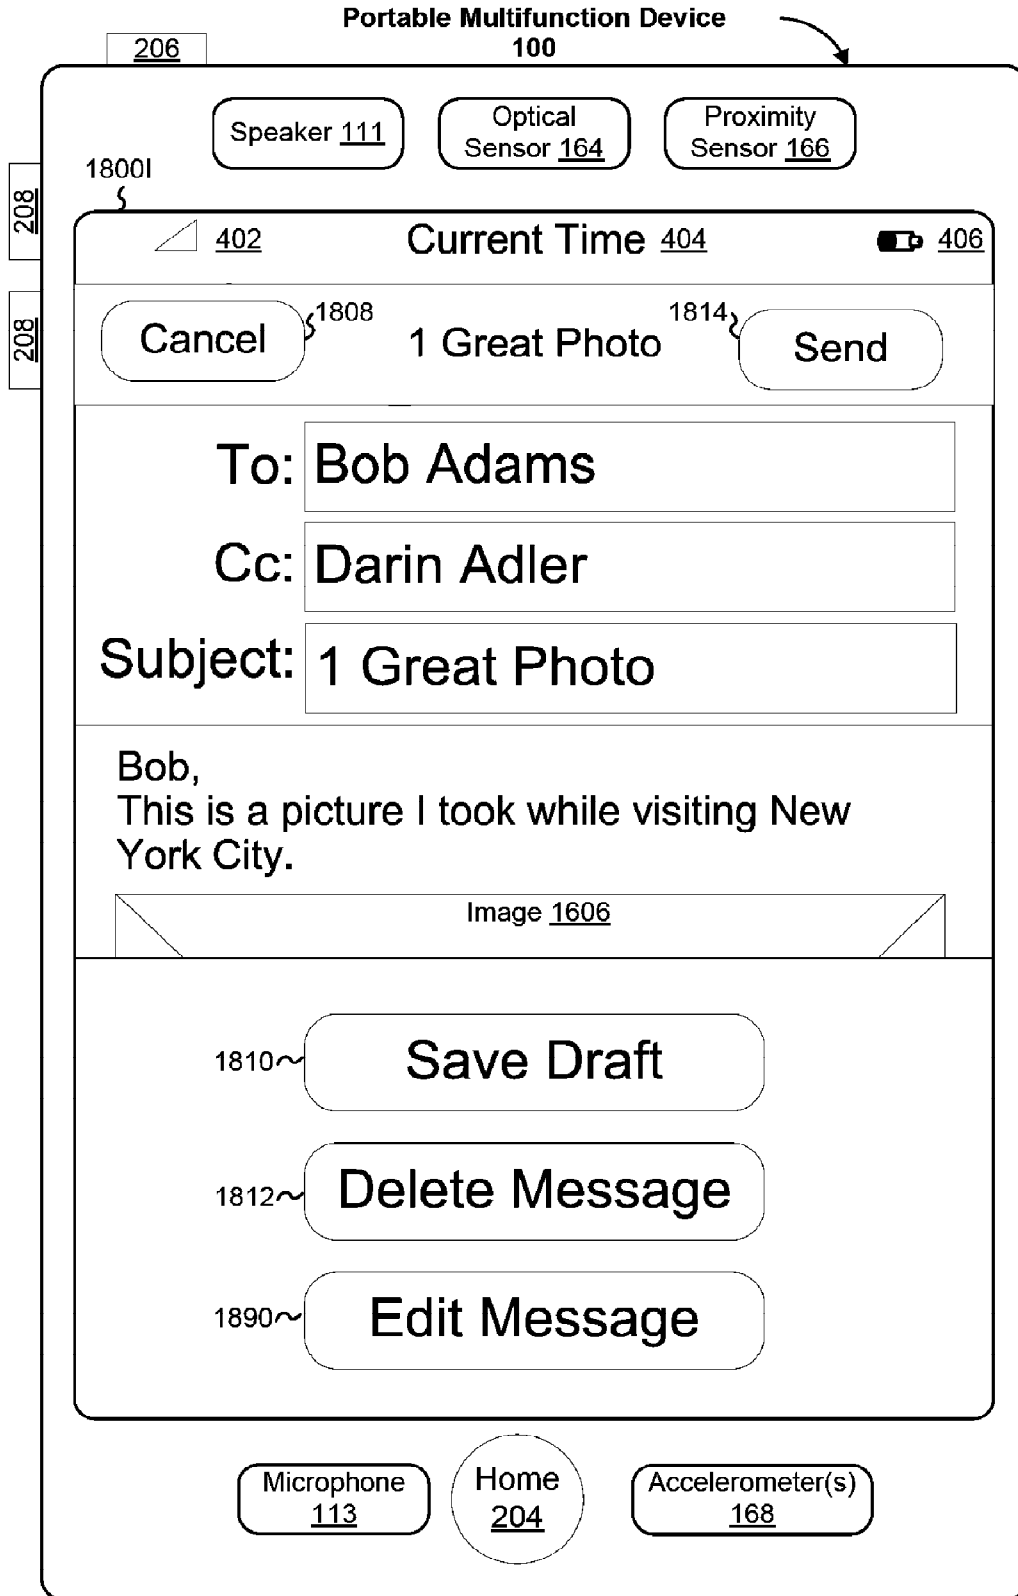 Portable Multifunction Device
100
206
Speaker 111
Optical
Sensor 164
Proximity
Sensor 166
1800I
208
208
402
Current Time 404
406
Cancel
1808
1 Great Photo
1814
Send
To:
Bob Adams
Cc:
Darin Adler
Subject:
1 Great Photo
Bob,
This is a picture I took while visiting New
York City.
Image 1606
1810
Save Draft
1812
Delete Message
1890
Edit Message
Microphone
113
Home
204
Accelerometer(s)
168